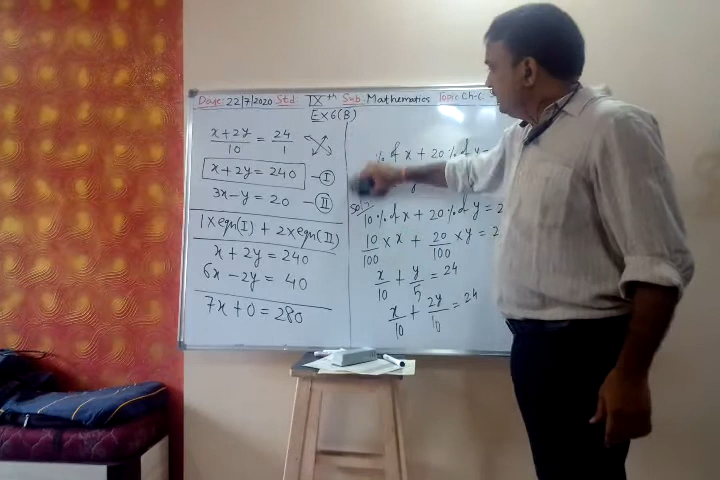 Date: 22/7/2020 Std: IXth Sub: Mathematics Topic Ch-C
EX 6(B)
x+2y/10 = 24/1
x+2y = 240 — I
3x-y = 20 — II
1 x eqn(I) + 2 x eqn(II)
x + 2y = 240
6x - 2y = 40
7x + 0 = 280
% of x + 20% of y =
y
Sol?
10% of x + 20% of y = 2
10/100 × x + 20/100 × y = 2
x/10 + y/5 = 24
x/10 + 2y/10 = 24